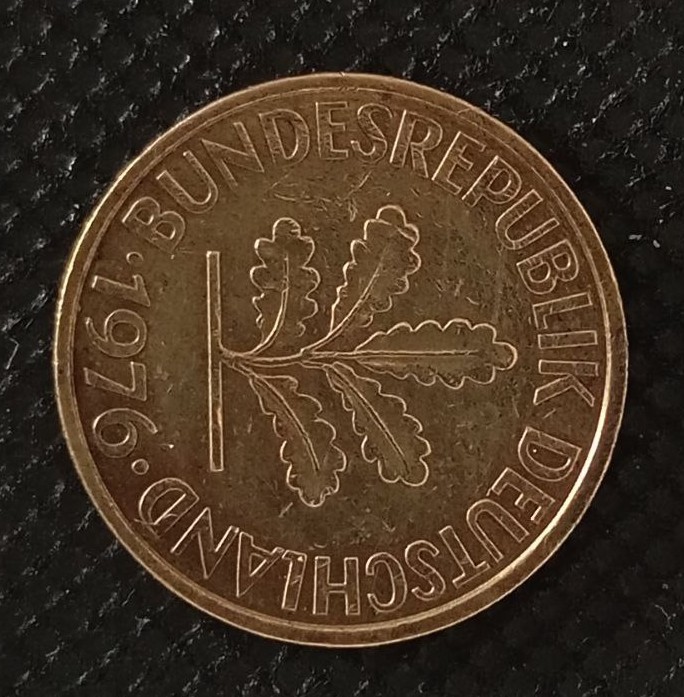 BUNDESREPUBLIK DEUTSCHLAND
·1976·